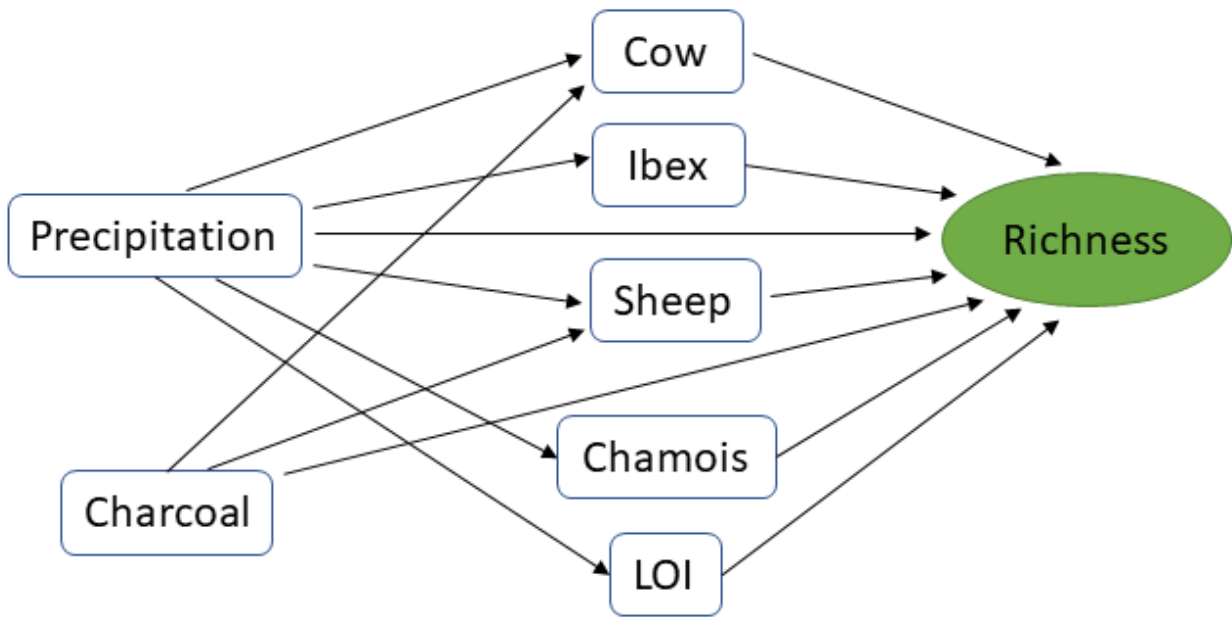 Cow
Ibex
Precipitation
Richness
Sheep
Chamois
Charcoal
LOI